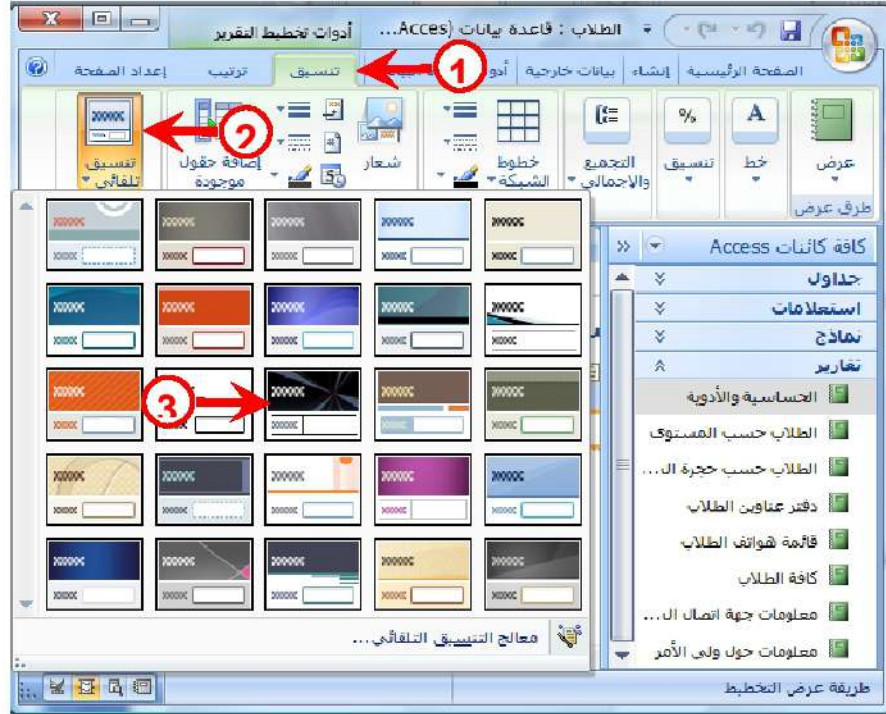 الطلاب : قاعدة بيانات (Acces... أدوات تخطيط التقرير
الصفحة الرئيسية إنشاء بيانات خارجية تنسيق ترتيب إعداد الصفحة
1
2
عرض خط تنسيق التجميع والإجمالي خطوط الشبكة شعار إضافة حقول موجودة تنسيق تلقائي
طرق عرض
كافة كائنات Access
جداول
استعلامات
نماذج
تقارير
الحساسية والأدوية
الطلاب حسب المستوى
الطلاب حسب حجرة الـ...
دفتر عناوين الطلاب
قائمة هواتف الطلاب
كافة الطلاب
معلومات جهة اتصال الـ...
معلومات حول ولي الأمر
3
معالج التنسيق التلقائي...
طريقة عرض التخطيط